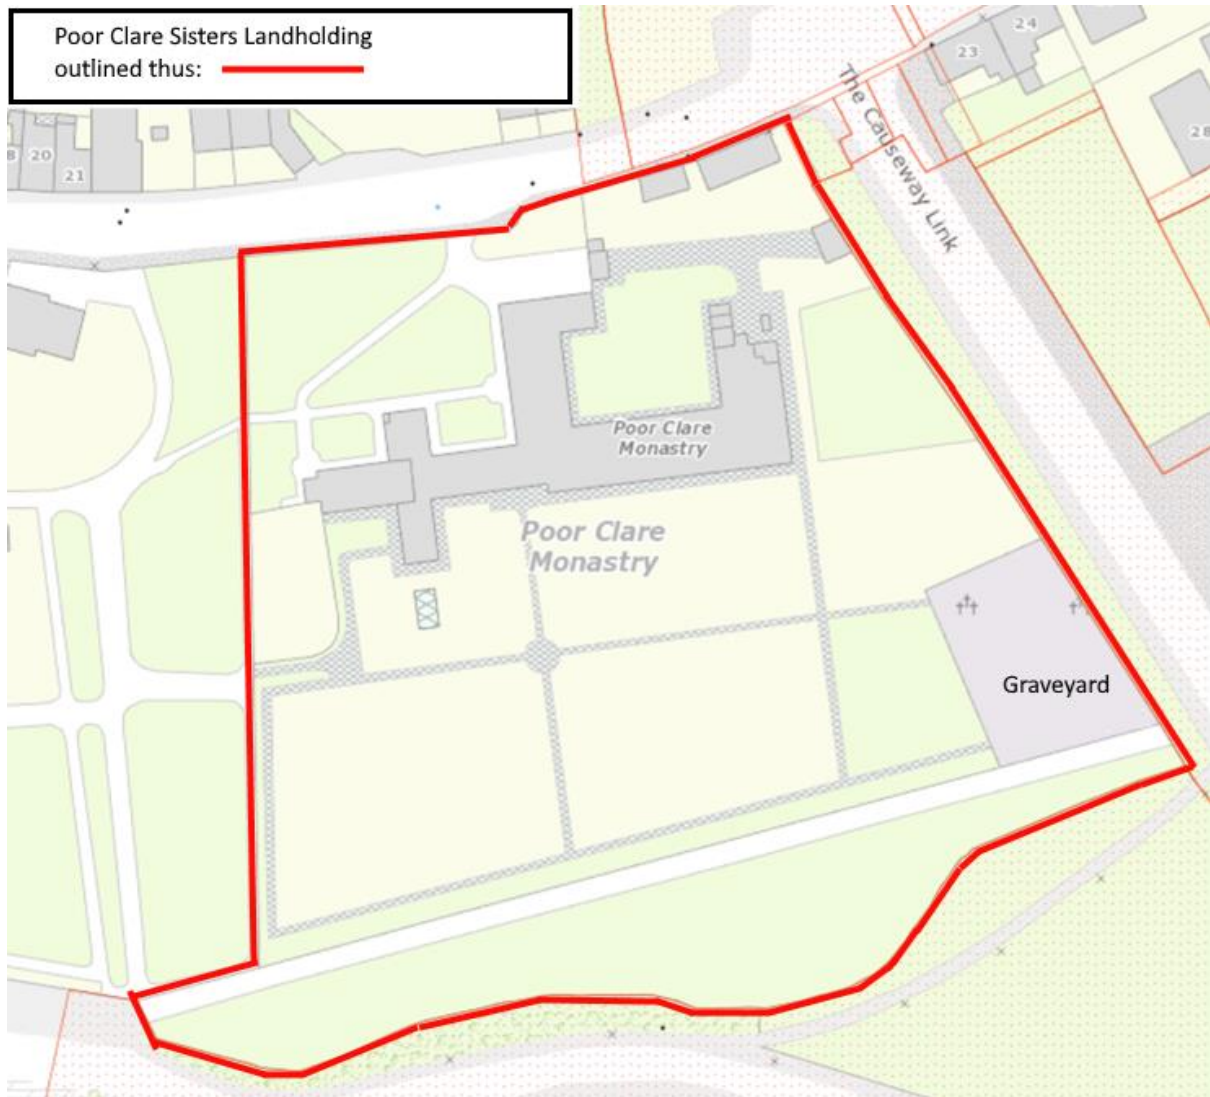 Poor Clare Sisters Landholding
outlined thus:
24
23
The Causeway Link
20
21
28
Poor Clare
Monastry
Poor Clare
Monastry
Graveyard